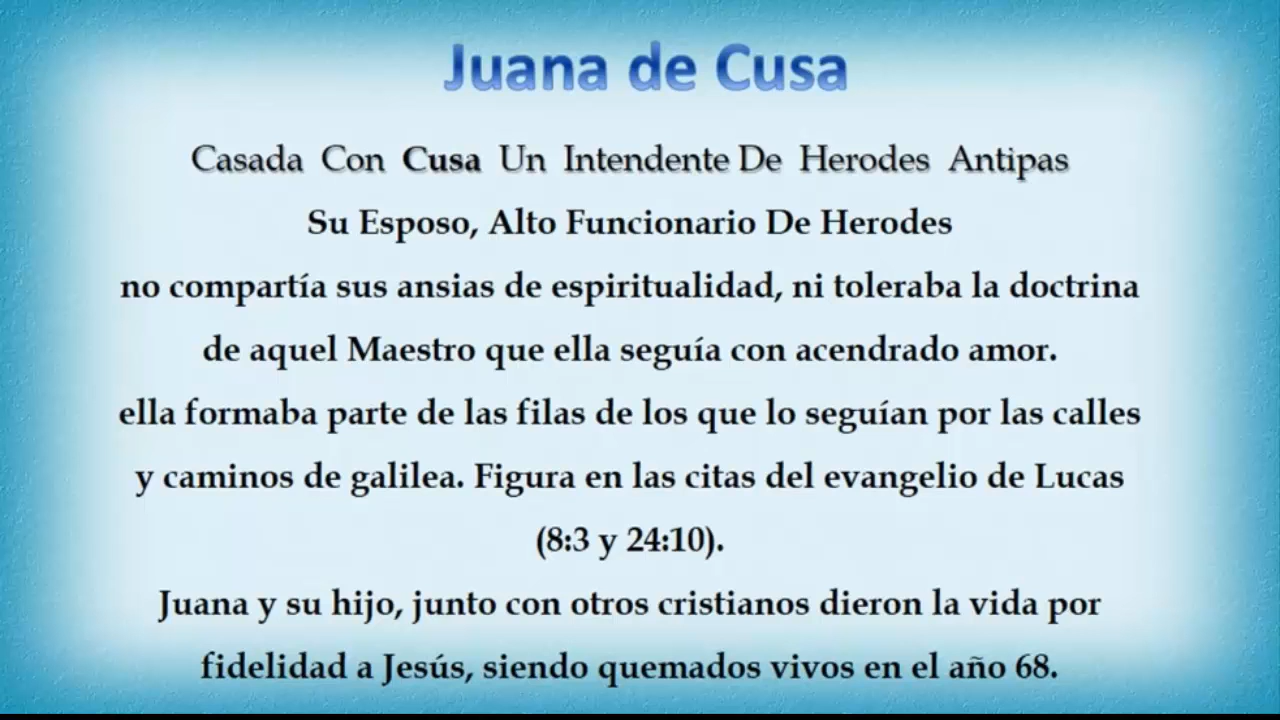 Juana de Cusa
Casada Con Cusa Un Intendente De Herodes Antipas
Su Esposo, Alto Funcionario De Herodes
no compartía sus ansias de espiritualidad, ni toleraba la doctrina
de aquel Maestro que ella seguía con acendrado amor.
ella formaba parte de las filas de los que lo seguían por las calles
y caminos de galilea. Figura en las citas del evangelio de Lucas
(8:3 y 24:10).
Juana y su hijo, junto con otros cristianos dieron la vida por
fidelidad a Jesús, siendo quemados vivos en el año 68.